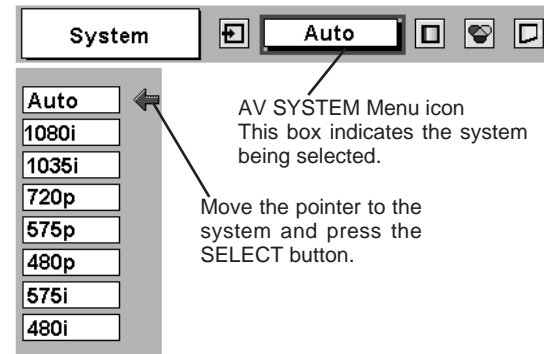 System
Auto
Auto
1080i
1035i
720p
575p
480p
575i
480i
AV SYSTEM Menu icon
This box indicates the system
being selected.
Move the pointer to the
system and press the
SELECT button.